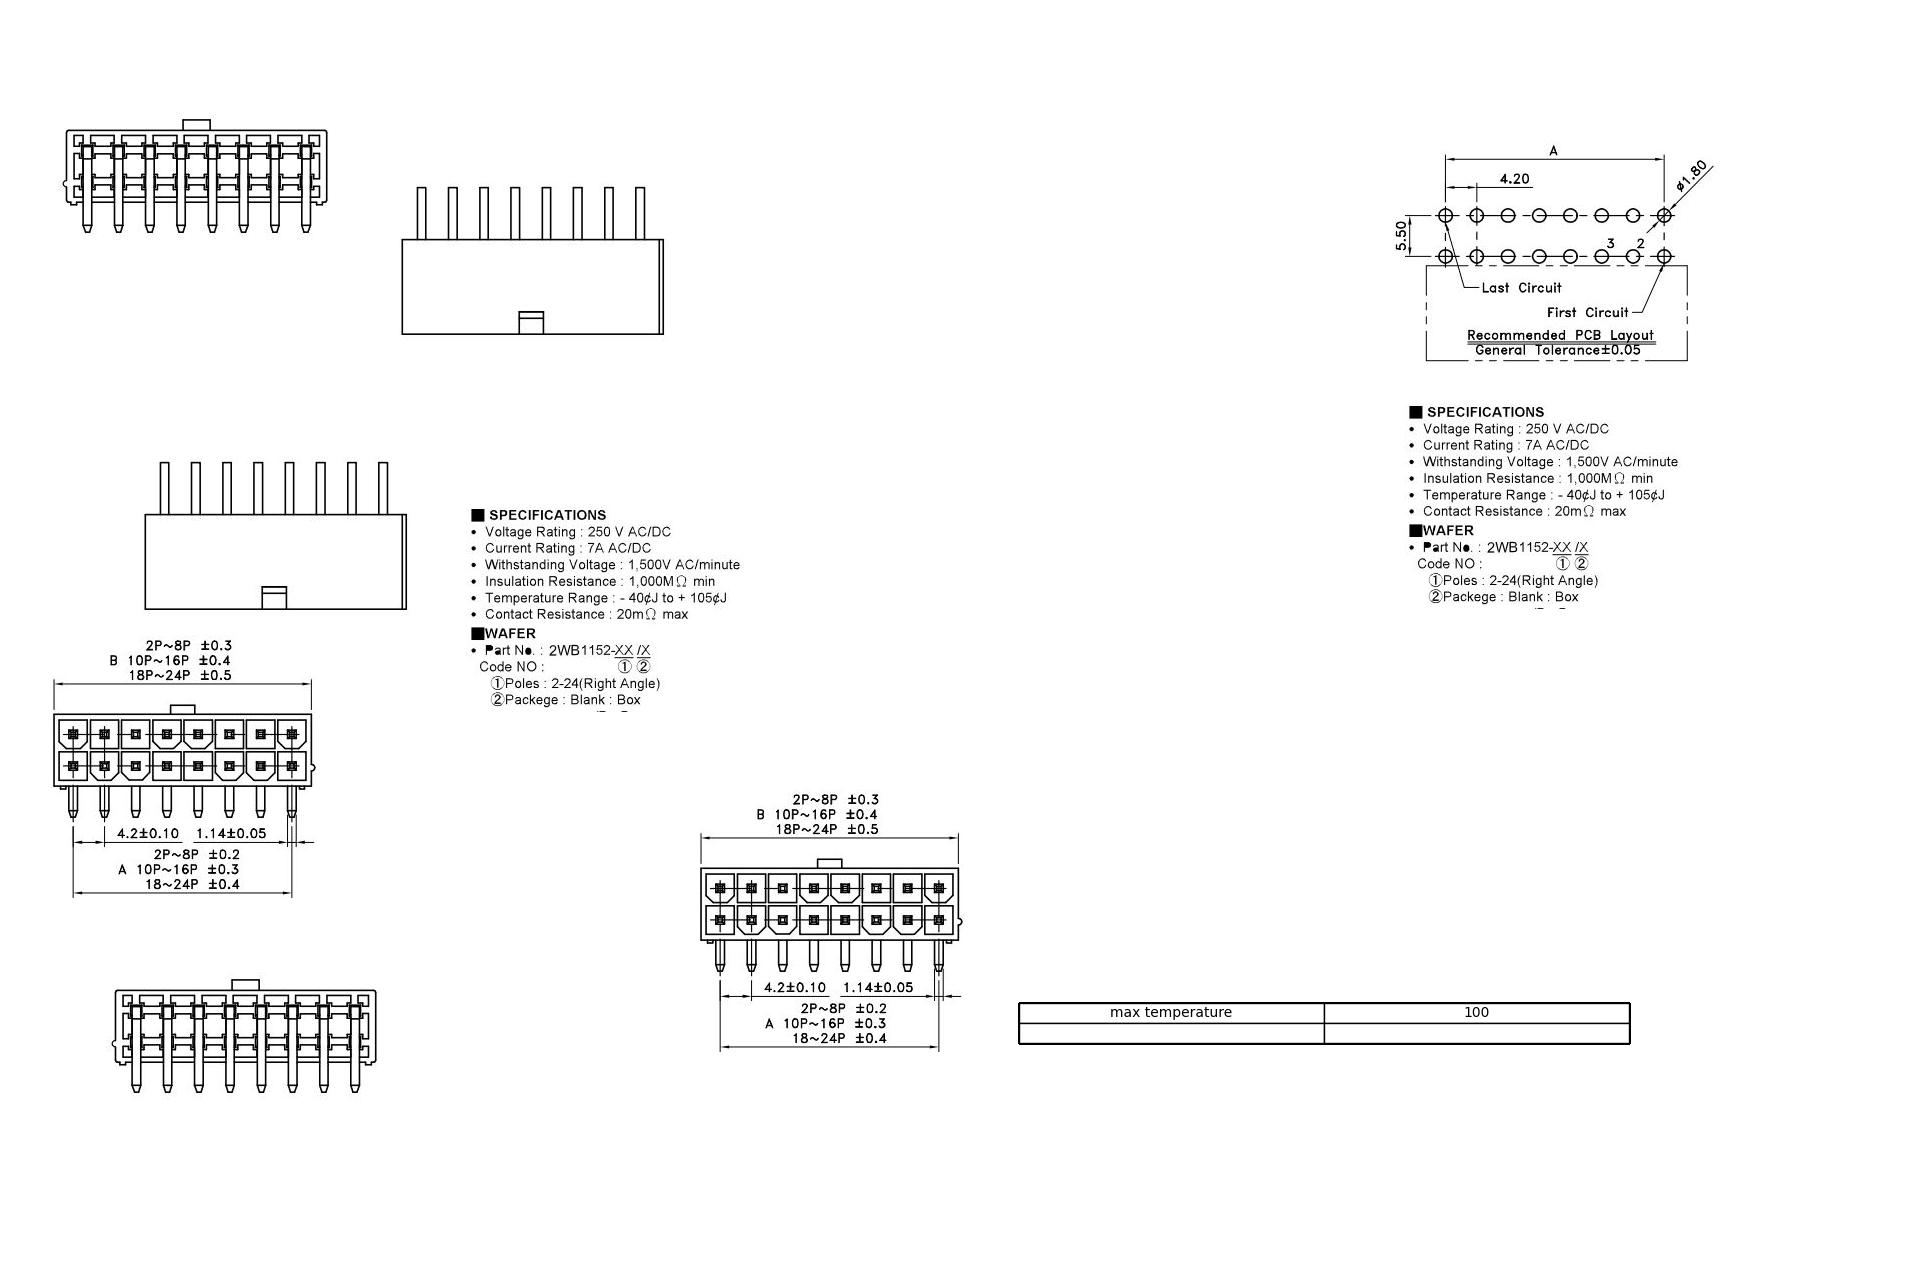 A
4.20
ø1.80
5.50
3 2
Last Circuit
First Circuit
Recommended PCB Layout
General Tolerance±0.05
■ SPECIFICATIONS
• Voltage Rating : 250 V AC/DC
• Current Rating : 7A AC/DC
• Withstanding Voltage : 1,500V AC/minute
• Insulation Resistance : 1,000MΩ min
• Temperature Range : - 40¢J to + 105¢J
• Contact Resistance : 20mΩ max
■WAFER
• Part No. : 2WB1152-XX /X
Code NO : ① ②
①Poles : 2-24(Right Angle)
②Packege : Blank : Box
■ SPECIFICATIONS
• Voltage Rating : 250 V AC/DC
• Current Rating : 7A AC/DC
• Withstanding Voltage : 1,500V AC/minute
• Insulation Resistance : 1,000MΩ min
• Temperature Range : - 40¢J to + 105¢J
• Contact Resistance : 20mΩ max
■WAFER
• Part No. : 2WB1152-XX /X
Code NO : ① ②
①Poles : 2-24(Right Angle)
②Packege : Blank : Box
2P~8P ±0.3
B 10P~16P ±0.4
18P~24P ±0.5
4.2±0.10 1.14±0.05
2P~8P ±0.2
A 10P~16P ±0.3
18~24P ±0.4
2P~8P ±0.3
B 10P~16P ±0.4
18P~24P ±0.5
4.2±0.10 1.14±0.05
2P~8P ±0.2
A 10P~16P ±0.3
18~24P ±0.4
max temperature 100